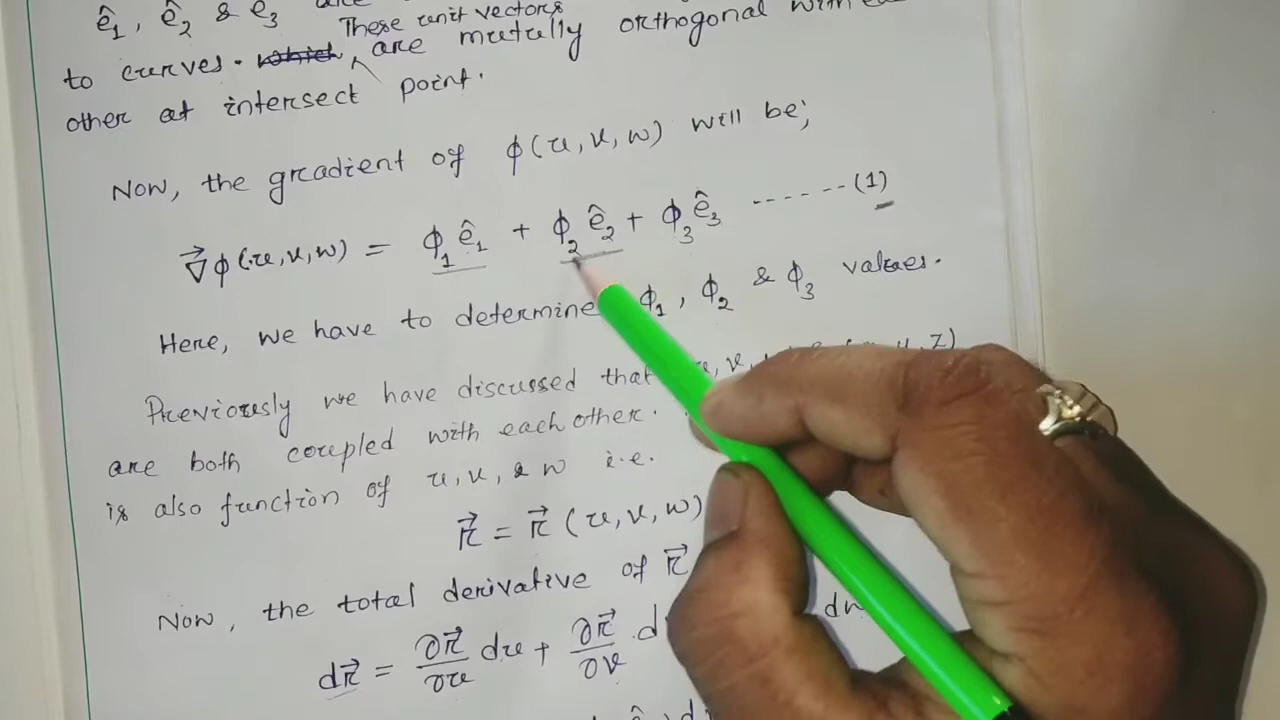 ê₁, ê₂ & e₃
These unit vectors
to curves. which ^ are mutually orthogonal with
other at intersect point.
Now, the gradient of ϕ(u, v, w) will be;
∇⃗ϕ(u,v,w) = ϕ₁ê₁ + ϕ₂ê₂ + ϕ₃ê₃ ------(1)
Here, we have to determine ϕ₁, ϕ₂ & ϕ₃ values.
Previously we have discussed that
are both coupled with each other.
is also function of u, v, & w i.e.
r⃗ = r⃗ (u, v, w)
Now, the total derivative of r⃗
dr⃗ = ∂r⃗/∂u du + ∂r⃗/∂v .d